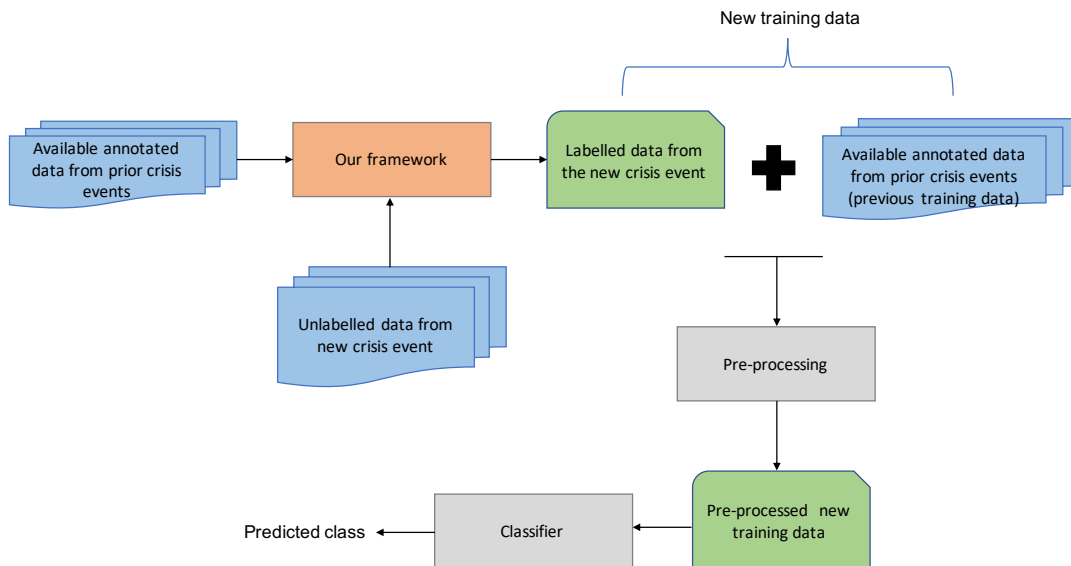 New training data
Available annotated
data from prior crisis
events
Our framework
Labelled data from
the new crisis event
Available annotated data
from prior crisis events
(previous training data)
Unlabelled data from
new crisis event
Pre-processing
Pre-processed new
training data
Classifier
Predicted class